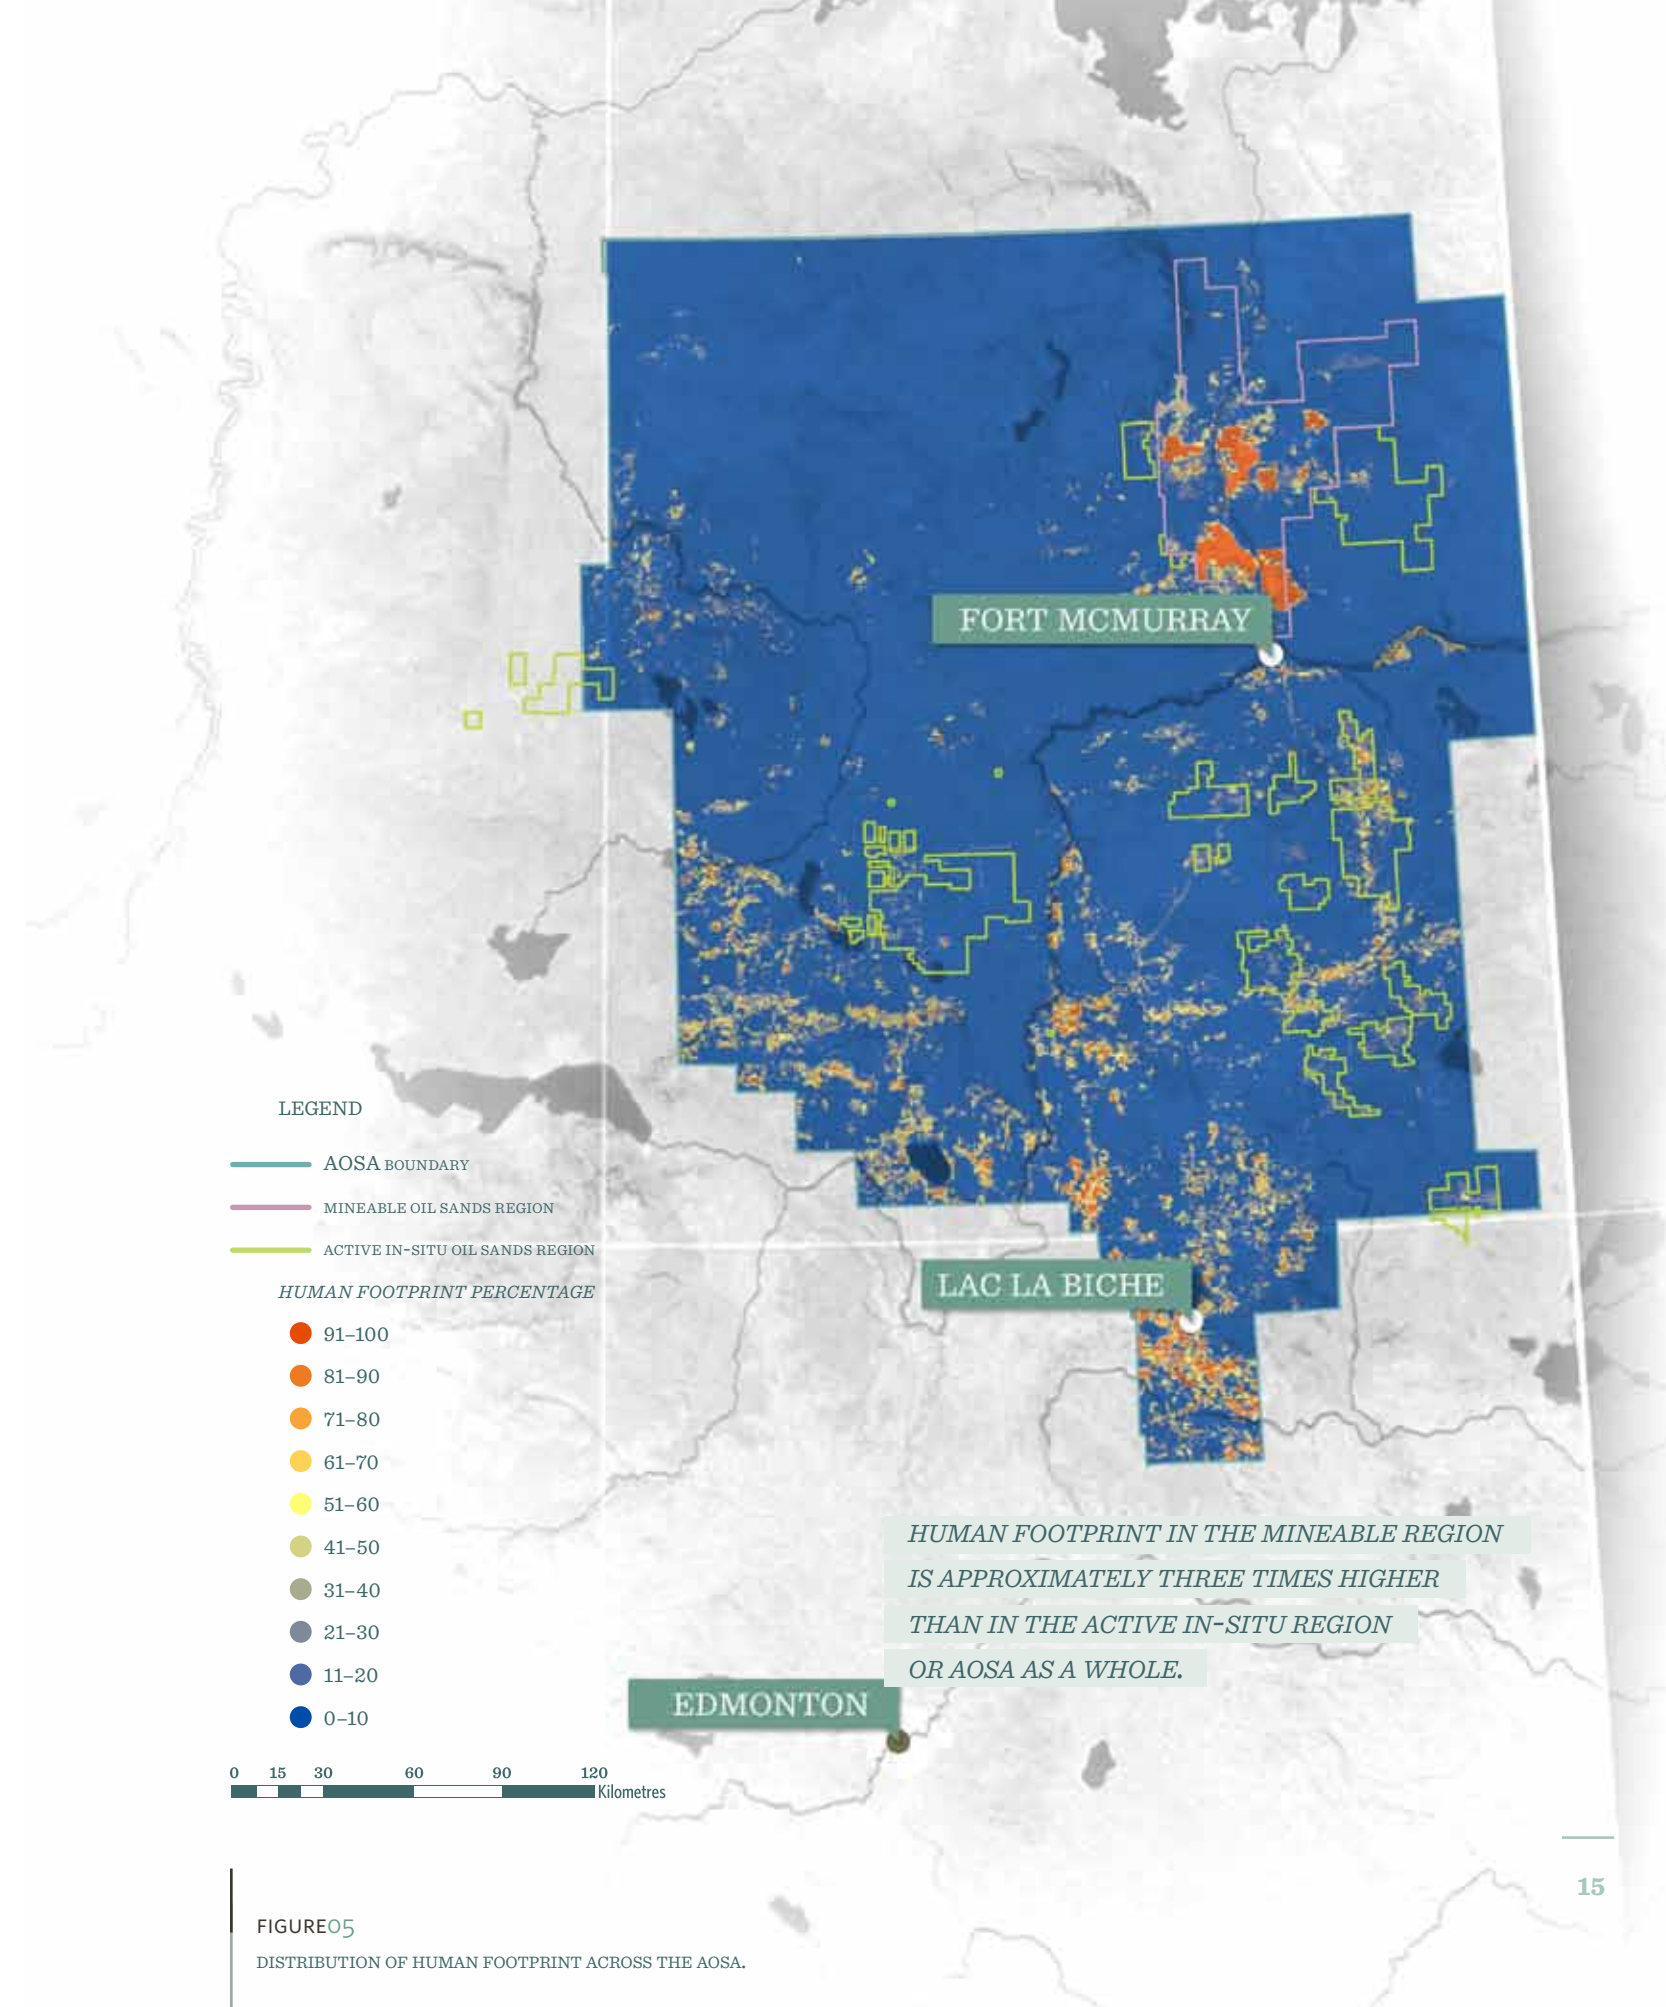 FORT MCMURRAY
LEGEND
AOSA BOUNDARY
MINEABLE OIL SANDS REGION
ACTIVE IN-SITU OIL SANDS REGION
HUMAN FOOTPRINT PERCENTAGE
91–100
81–90
71–80
61–70
51–60
41–50
31–40
21–30
11–20
0–10
0 15 30 60 90 120
Kilometres
LAC LA BICHE
HUMAN FOOTPRINT IN THE MINEABLE REGION
IS APPROXIMATELY THREE TIMES HIGHER
THAN IN THE ACTIVE IN-SITU REGION
OR AOSA AS A WHOLE.
EDMONTON
15
FIGURE05
DISTRIBUTION OF HUMAN FOOTPRINT ACROSS THE AOSA.